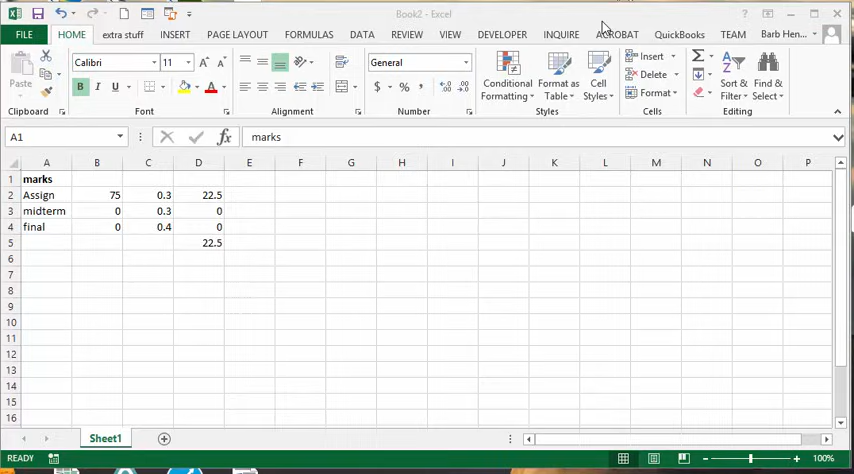 Book2 - Excel
FILE HOME extra stuff INSERT PAGE LAYOUT FORMULAS DATA REVIEW VIEW DEVELOPER INQUIRE ACROBAT QuickBooks TEAM Barb Hen...
Paste Calibri 11 General Conditional Formatting Format as Table Cell Styles Insert Delete Format Sort & Filter Find & Select
B I U A $ % , .00
Clipboard Font Alignment Number Styles Cells Editing
A1 fx marks
A B C D E F G H I J K L M N O P
1 marks
2 Assign 75 0.3 22.5
3 midterm 0 0.3 0
4 final 0 0.4 0
5 22.5
6
7
8
9
10
11
12
13
14
15
16
Sheet1
READY 100%